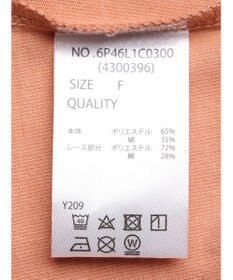 NO.6P46L1C0300
(4300396)
SIZE F
QUALITY
本体 ポリエステル 65%
綿 35%
レース部分 ポリエステル 72%
綿 28%
Y209
40
W